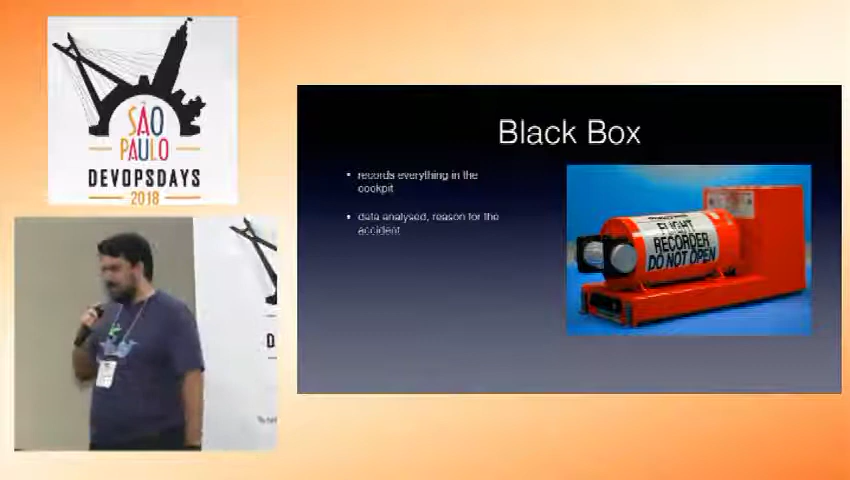 SÃO
PAULO
DEVOPSDAYS
2018
Black Box
• records everything in the
cockpit
• data analysed, reason for the
accident
FLIGHT
RECORDER
DO NOT OPEN
D